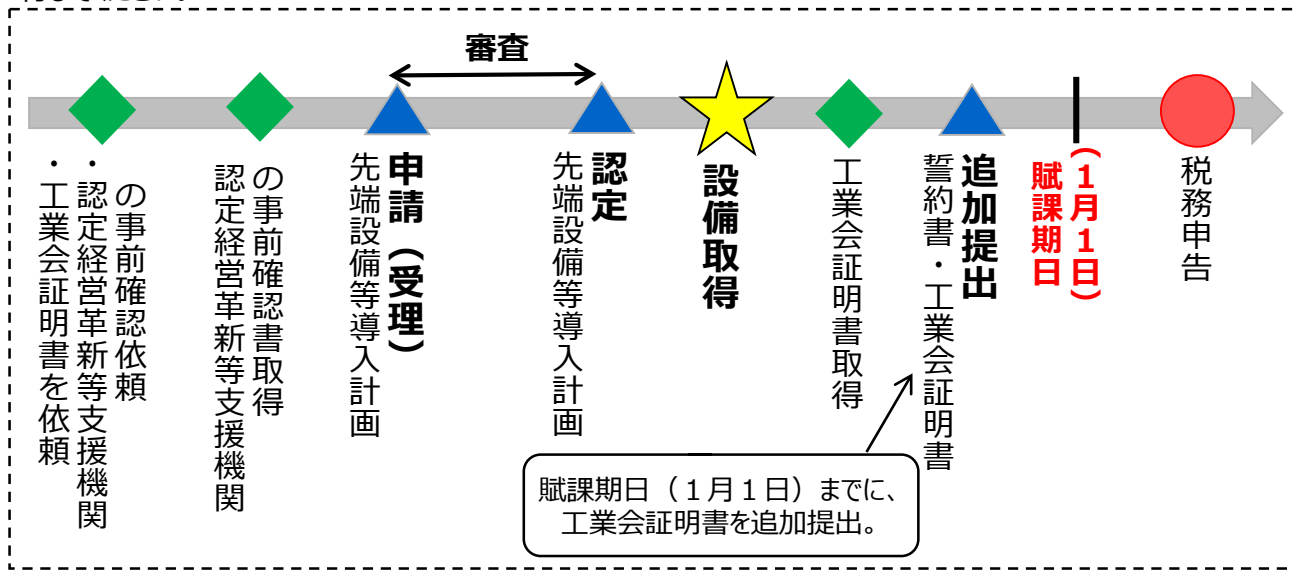 審査
・認定経営革新等支援機関
の事前確認依頼
・工業会証明書を依頼
認定経営革新等支援機関
の事前確認書取得
申請（受理）
先端設備等導入計画
認定
先端設備等導入計画
設備取得
工業会証明書取得
追加提出
誓約書・工業会証明書
（１月１日）
賦課期日
税務申告
賦課期日（１月１日）までに、
工業会証明書を追加提出。